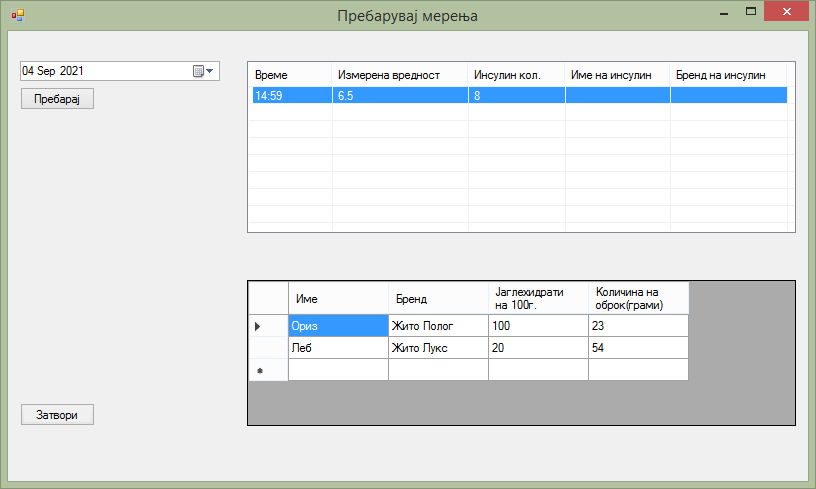 Пребарувај мерења
04 Sep 2021
Пребарај
Време Измерена вредност Инсулин кол. Име на инсулин Бренд на инсулин
14:59 6.5 8
Име Бренд Јаглехидрати на 100г. Количина на оброк(грами)
Ориз Жито Полог 100 23
Леб Жито Лукс 20 54
Затвори